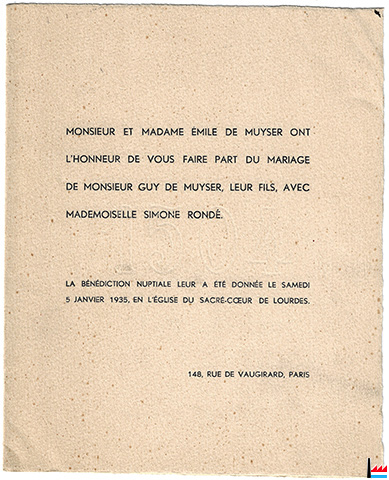 MONSIEUR ET MADAME ÉMILE DE MUYSER ONT
L'HONNEUR DE VOUS FAIRE PART DU MARIAGE
DE MONSIEUR GUY DE MUYSER, LEUR FILS, AVEC
MADEMOISELLE SIMONE RONDÉ.
LA BÉNÉDICTION NUPTIALE LEUR A ÉTÉ DONNÉE LE SAMEDI
5 JANVIER 1935, EN L'ÉGLISE DU SACRÉ-CŒUR DE LOURDES.
148, RUE DE VAUGIRARD, PARIS